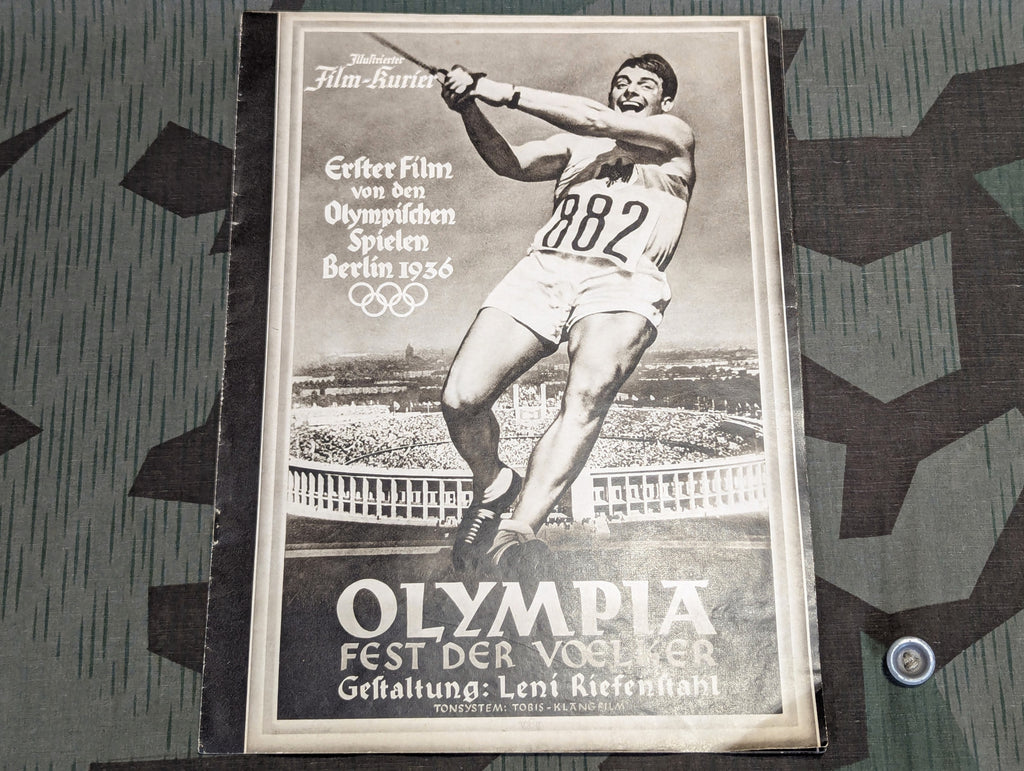 Illustrierter
Film-Kurier
Erster Film
von den
Olympischen
Spielen
Berlin 1936
882
OLYMPIA
FEST DER VOELKER
Gestaltung: Leni Riefenstahl
TONSYSTEM: TOBIS-KLANGFILM